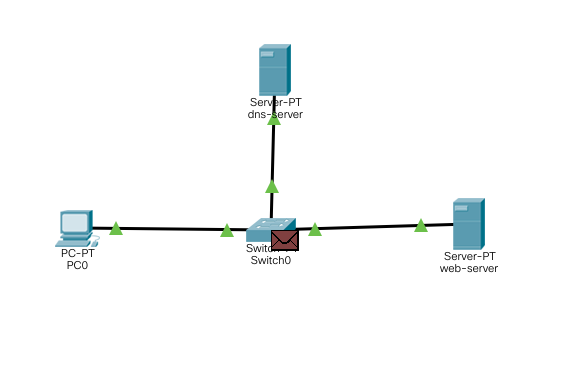 Server-PT
dns-server
PC-PT
PC0
Switch0
Server-PT
web-server